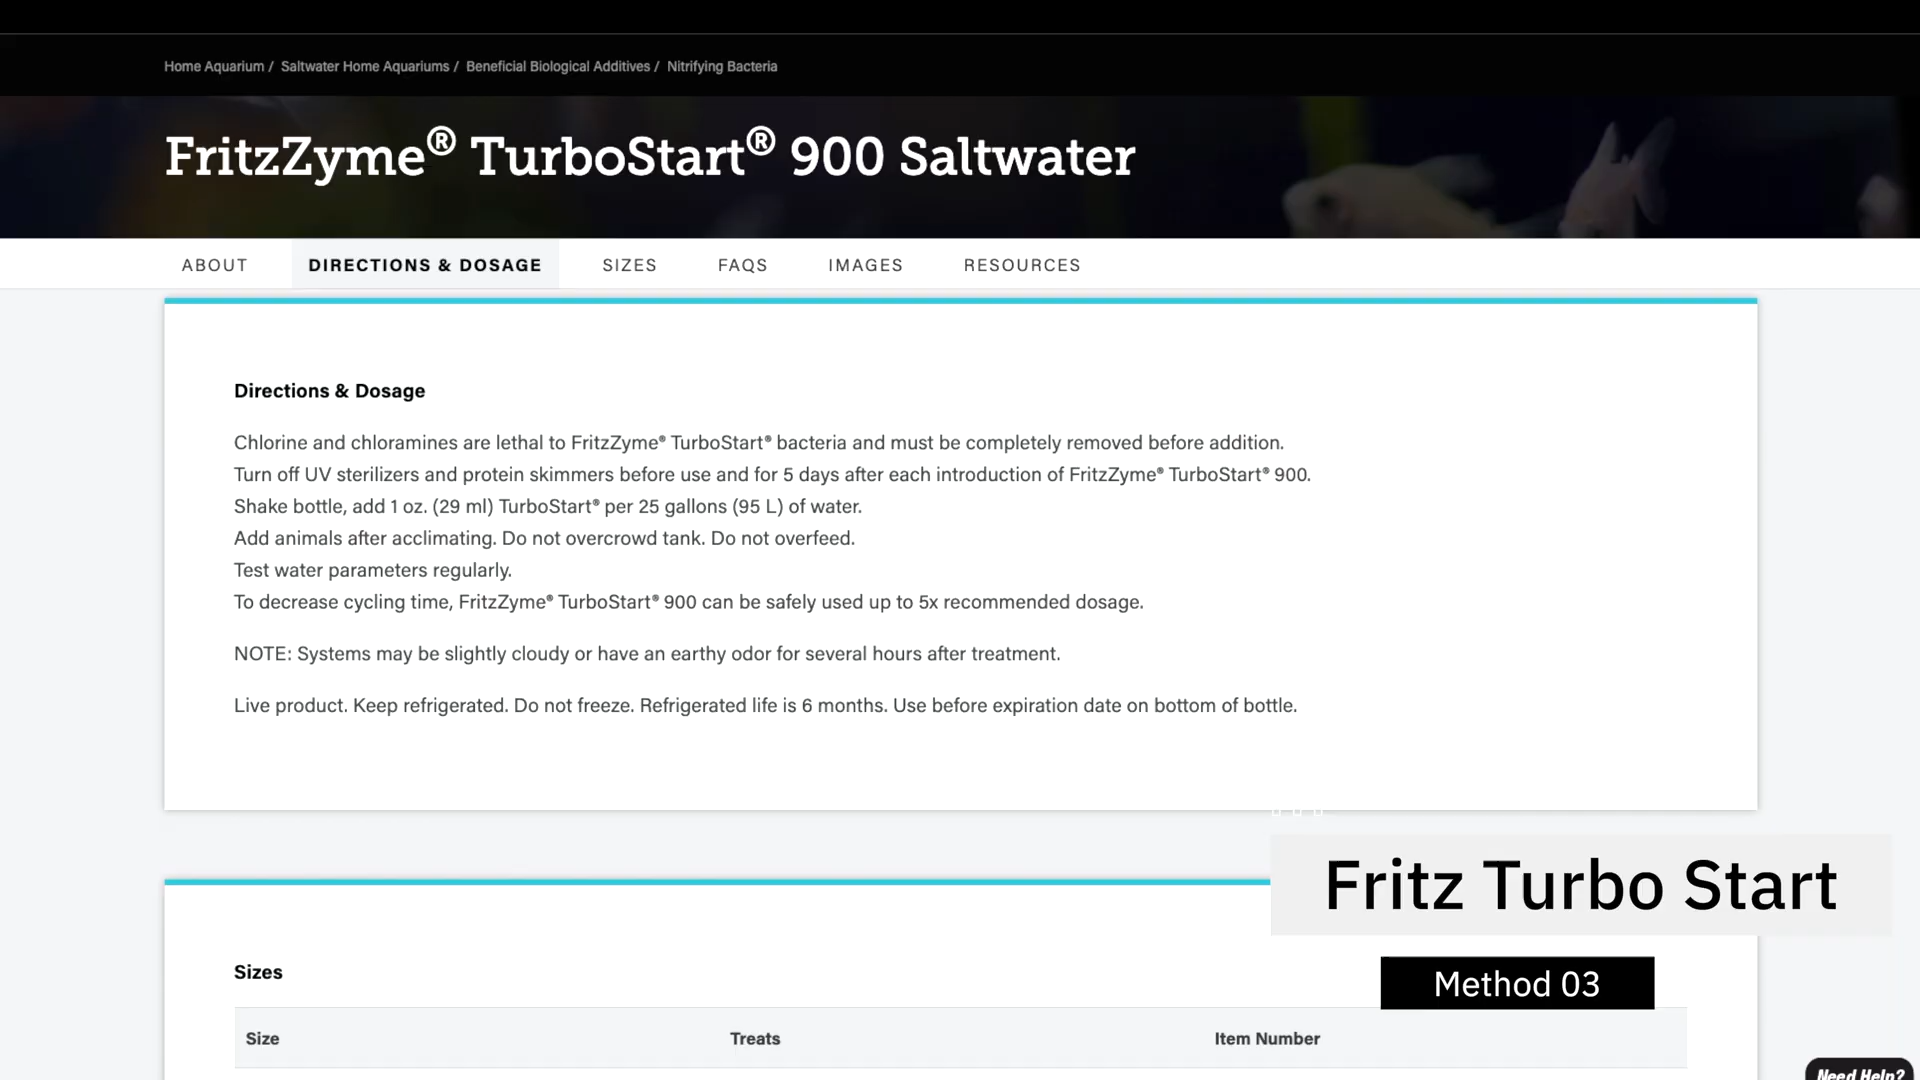 Home Aquarium / Saltwater Home Aquariums / Beneficial Biological Additives / Nitrifying Bacteria
FritzZyme® TurboStart® 900 Saltwater
ABOUT DIRECTIONS & DOSAGE SIZES FAQS IMAGES RESOURCES
Directions & Dosage
Chlorine and chloramines are lethal to FritzZyme® TurboStart® bacteria and must be completely removed before addition.
Turn off UV sterilizers and protein skimmers before use and for 5 days after each introduction of FritzZyme® TurboStart® 900.
Shake bottle, add 1 oz. (29 ml) TurboStart® per 25 gallons (95 L) of water.
Add animals after acclimating. Do not overcrowd tank. Do not overfeed.
Test water parameters regularly.
To decrease cycling time, FritzZyme® TurboStart® 900 can be safely used up to 5x recommended dosage.
NOTE: Systems may be slightly cloudy or have an earthy odor for several hours after treatment.
Live product. Keep refrigerated. Do not freeze. Refrigerated life is 6 months. Use before expiration date on bottom of bottle.
Fritz Turbo Start
Method 03
Sizes
Size Treats Item Number
Need Help?